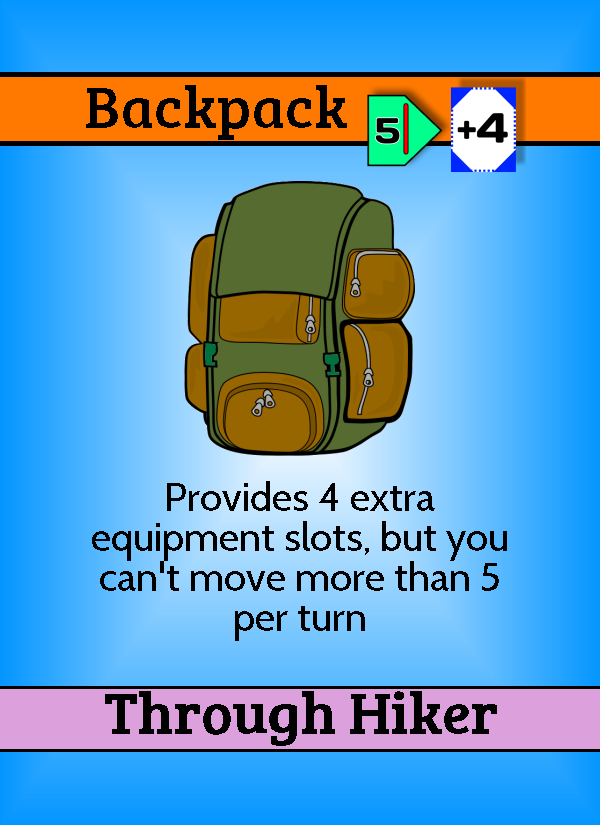 Backpack 5 +4
Provides 4 extra
equipment slots, but you
can't move more than 5
per turn
Through Hiker